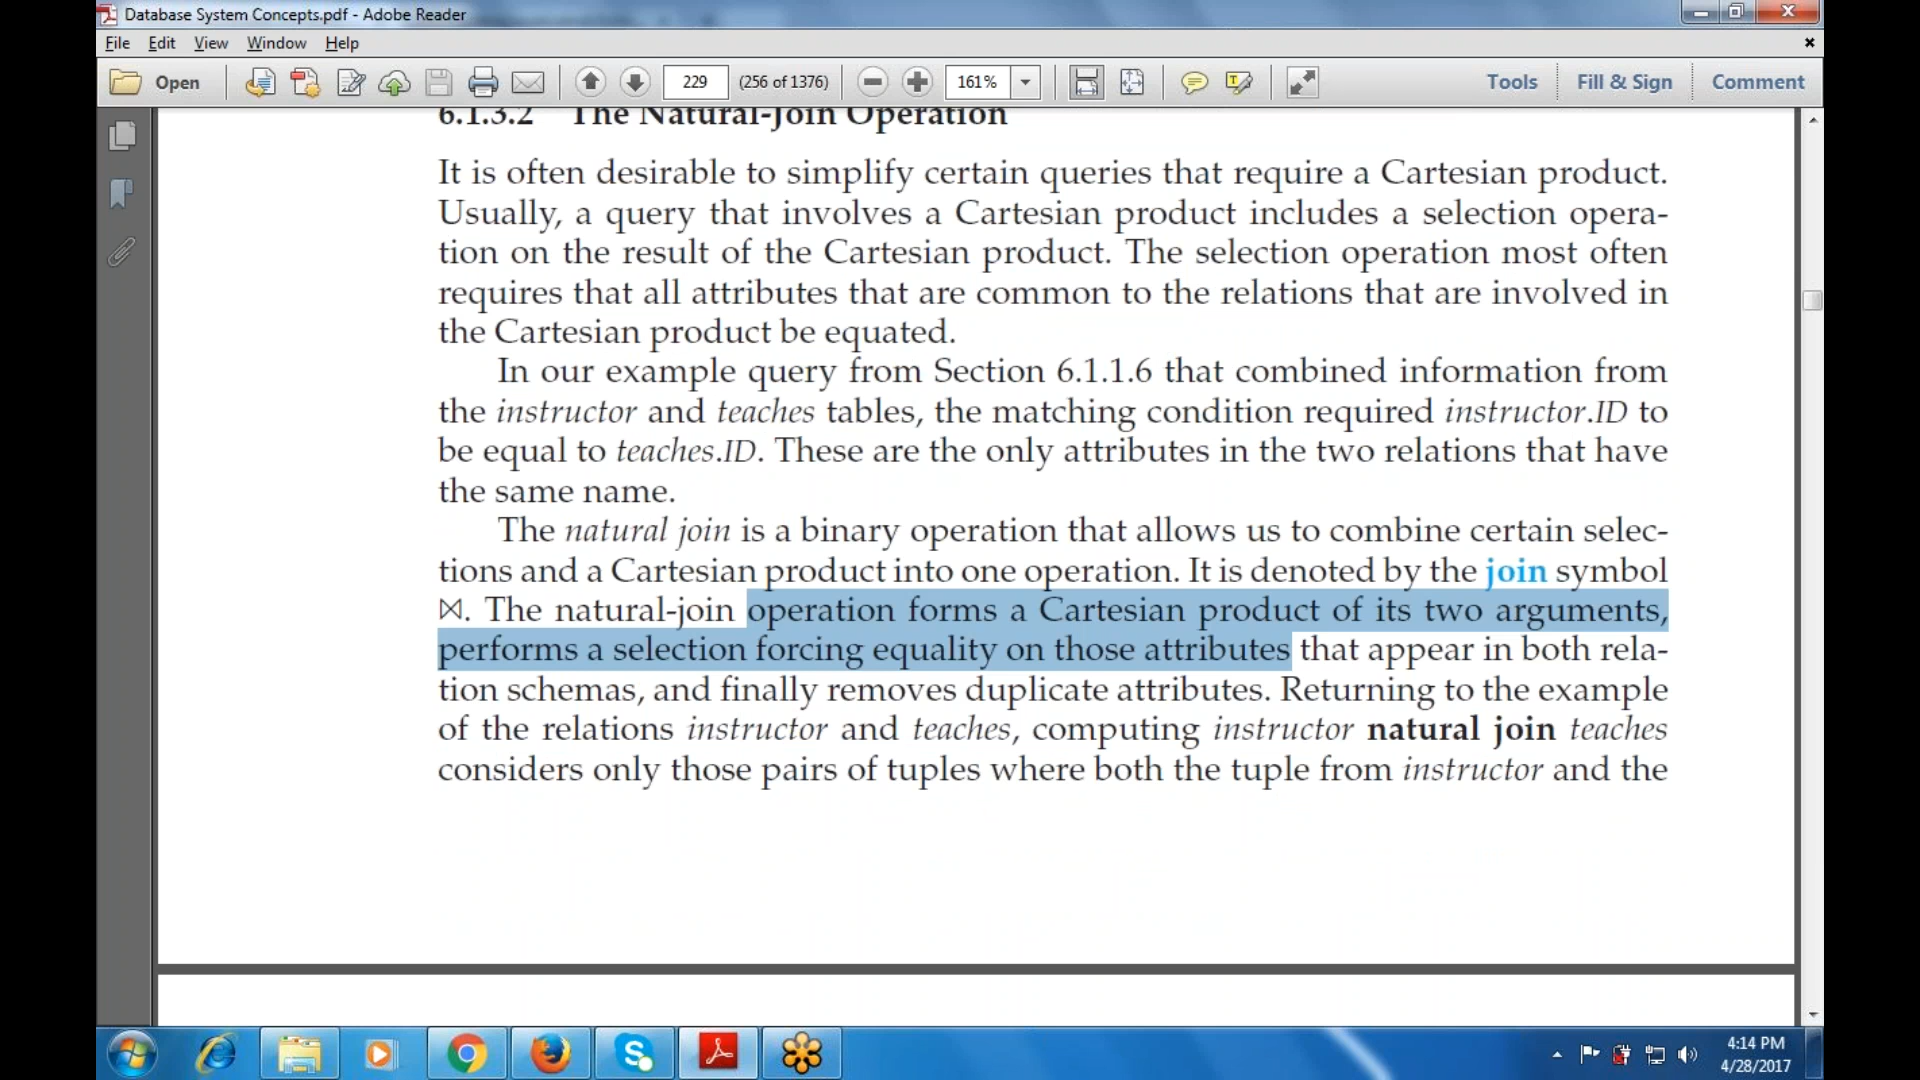 Database System Concepts.pdf - Adobe Reader
File Edit View Window Help
Open 229 (256 of 1376) 161% Tools Fill & Sign Comment
6.1.3.2 The Natural-Join Operation
It is often desirable to simplify certain queries that require a Cartesian product.
Usually, a query that involves a Cartesian product includes a selection opera-
tion on the result of the Cartesian product. The selection operation most often
requires that all attributes that are common to the relations that are involved in
the Cartesian product be equated.
In our example query from Section 6.1.1.6 that combined information from
the instructor and teaches tables, the matching condition required instructor.ID to
be equal to teaches.ID. These are the only attributes in the two relations that have
the same name.
The natural join is a binary operation that allows us to combine certain selec-
tions and a Cartesian product into one operation. It is denoted by the join symbol
⋈. The natural-join operation forms a Cartesian product of its two arguments,
performs a selection forcing equality on those attributes that appear in both rela-
tion schemas, and finally removes duplicate attributes. Returning to the example
of the relations instructor and teaches, computing instructor natural join teaches
considers only those pairs of tuples where both the tuple from instructor and the
4:14 PM
4/28/2017